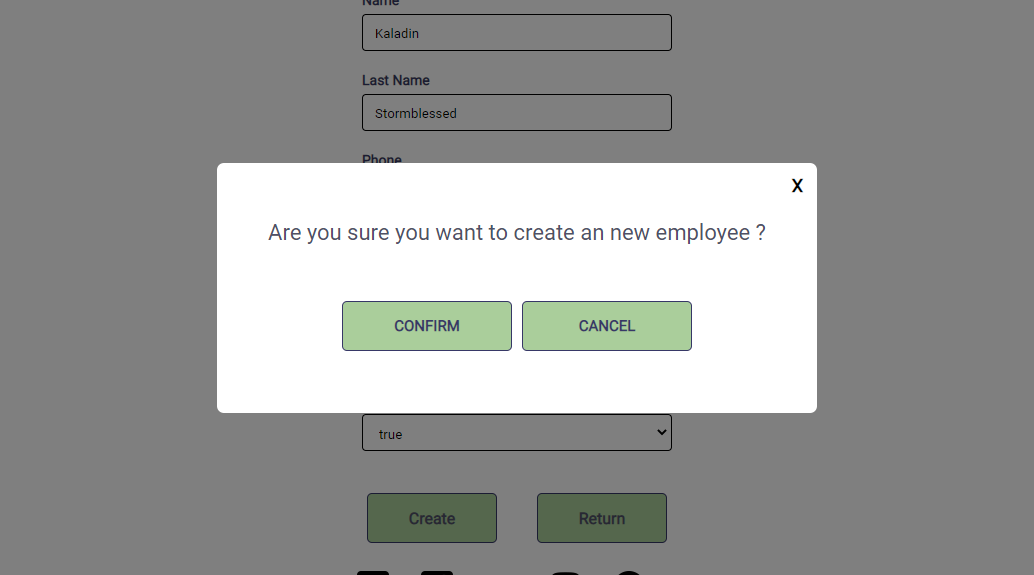 Name
Kaladin
Last Name
Stormblessed
Phone
X
Are you sure you want to create an new employee ?
CONFIRM CANCEL
true
Create Return